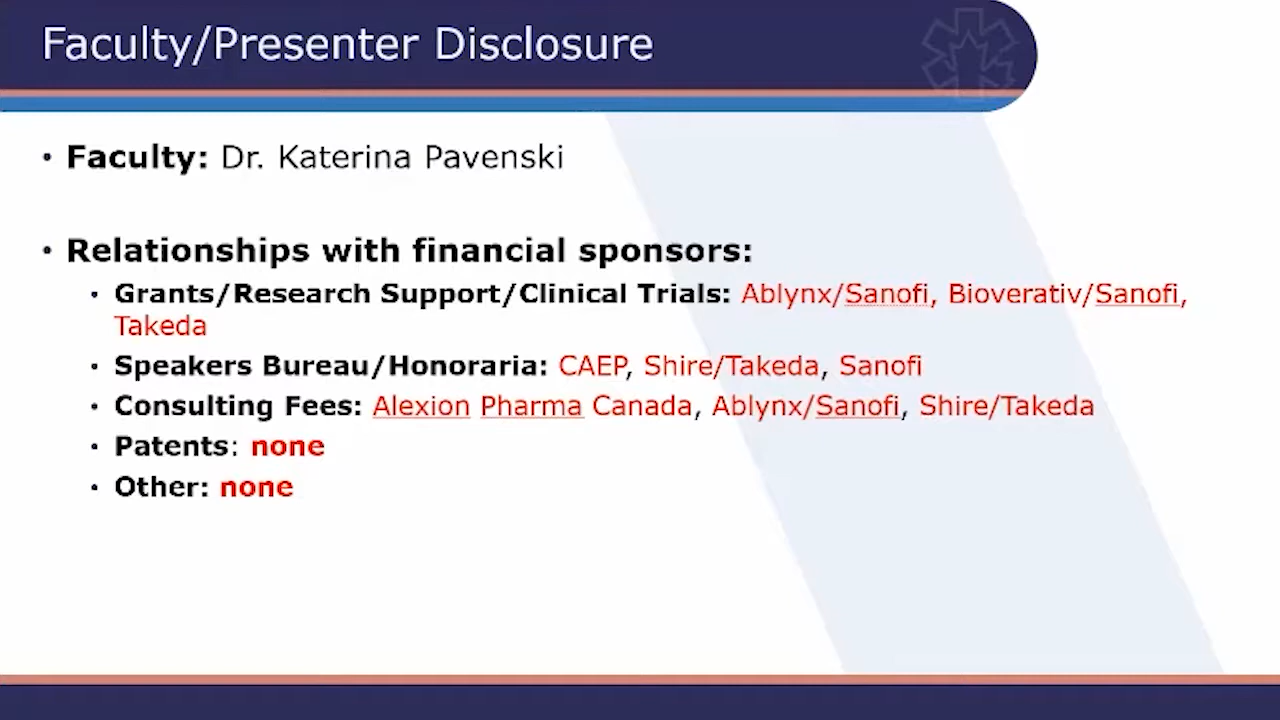 Faculty/Presenter Disclosure
• Faculty: Dr. Katerina Pavenski
• Relationships with financial sponsors:
• Grants/Research Support/Clinical Trials: Ablynx/Sanofi, Bioverativ/Sanofi,
Takeda
• Speakers Bureau/Honoraria: CAEP, Shire/Takeda, Sanofi
• Consulting Fees: Alexion Pharma Canada, Ablynx/Sanofi, Shire/Takeda
• Patents: none
• Other: none